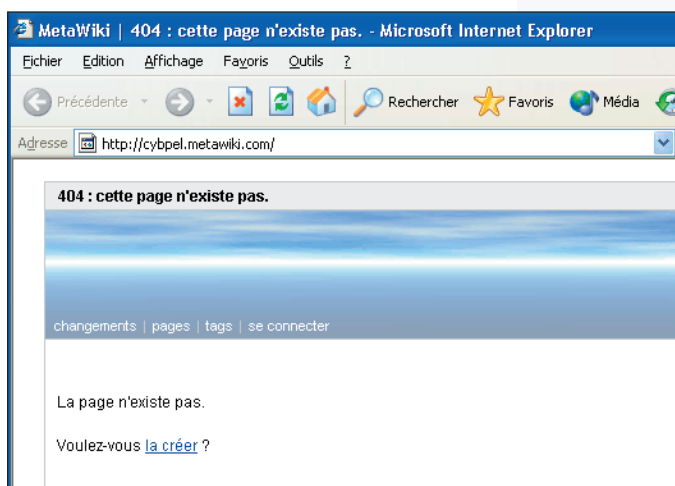 MetaWiki | 404 : cette page n'existe pas. - Microsoft Internet Explorer
Fichier Edition Affichage Favoris Outils ?
Précédente Rechercher Favoris Média
Adresse http://cybpel.metawiki.com/
404 : cette page n'existe pas.
changements | pages | tags | se connecter
La page n'existe pas.
Voulez-vous la créer ?